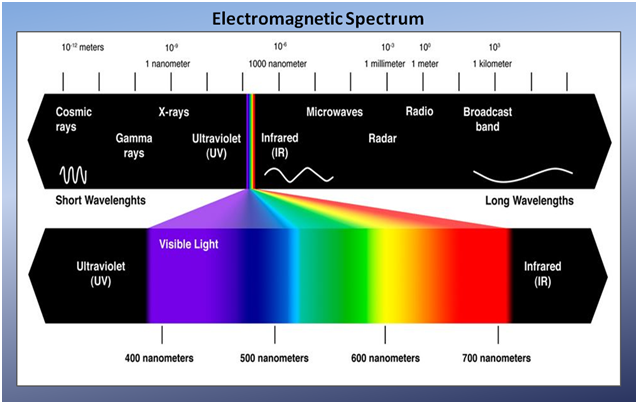 Electromagnetic Spectrum
10-12 meters 10-9 10-6 10-3 100 103
1 nanometer 1000 nanometer 1 millimeter 1 meter 1 kilometer
Cosmic
rays
Gamma
rays
X-rays
Ultraviolet
(UV)
Infrared
(IR)
Microwaves
Radar
Radio
Broadcast
band
Short Wavelenghts Long Wavelengths
Ultraviolet
(UV)
Visible Light
Infrared
(IR)
400 nanometers 500 nanometers 600 nanometers 700 nanometers